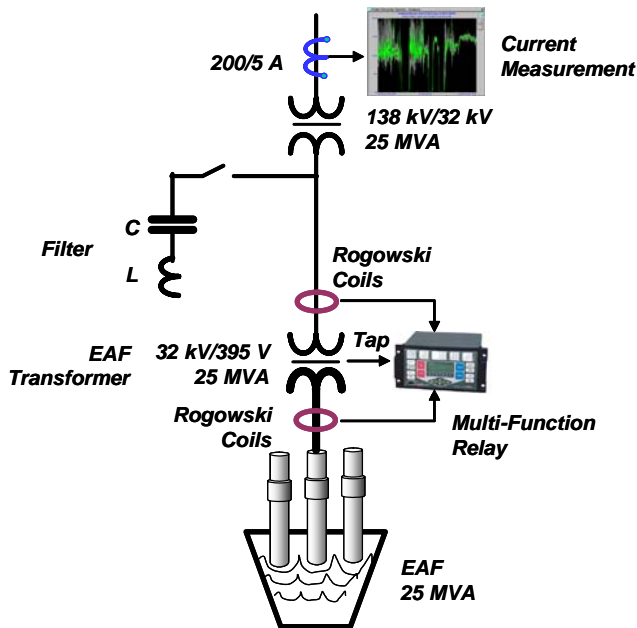 200/5 A
Current
Measurement
138 kV/32 kV
25 MVA
C
Filter
L
Rogowski
Coils
EAF
Transformer
32 kV/395 V
25 MVA
Tap
Rogowski
Coils
Multi-Function
Relay
EAF
25 MVA